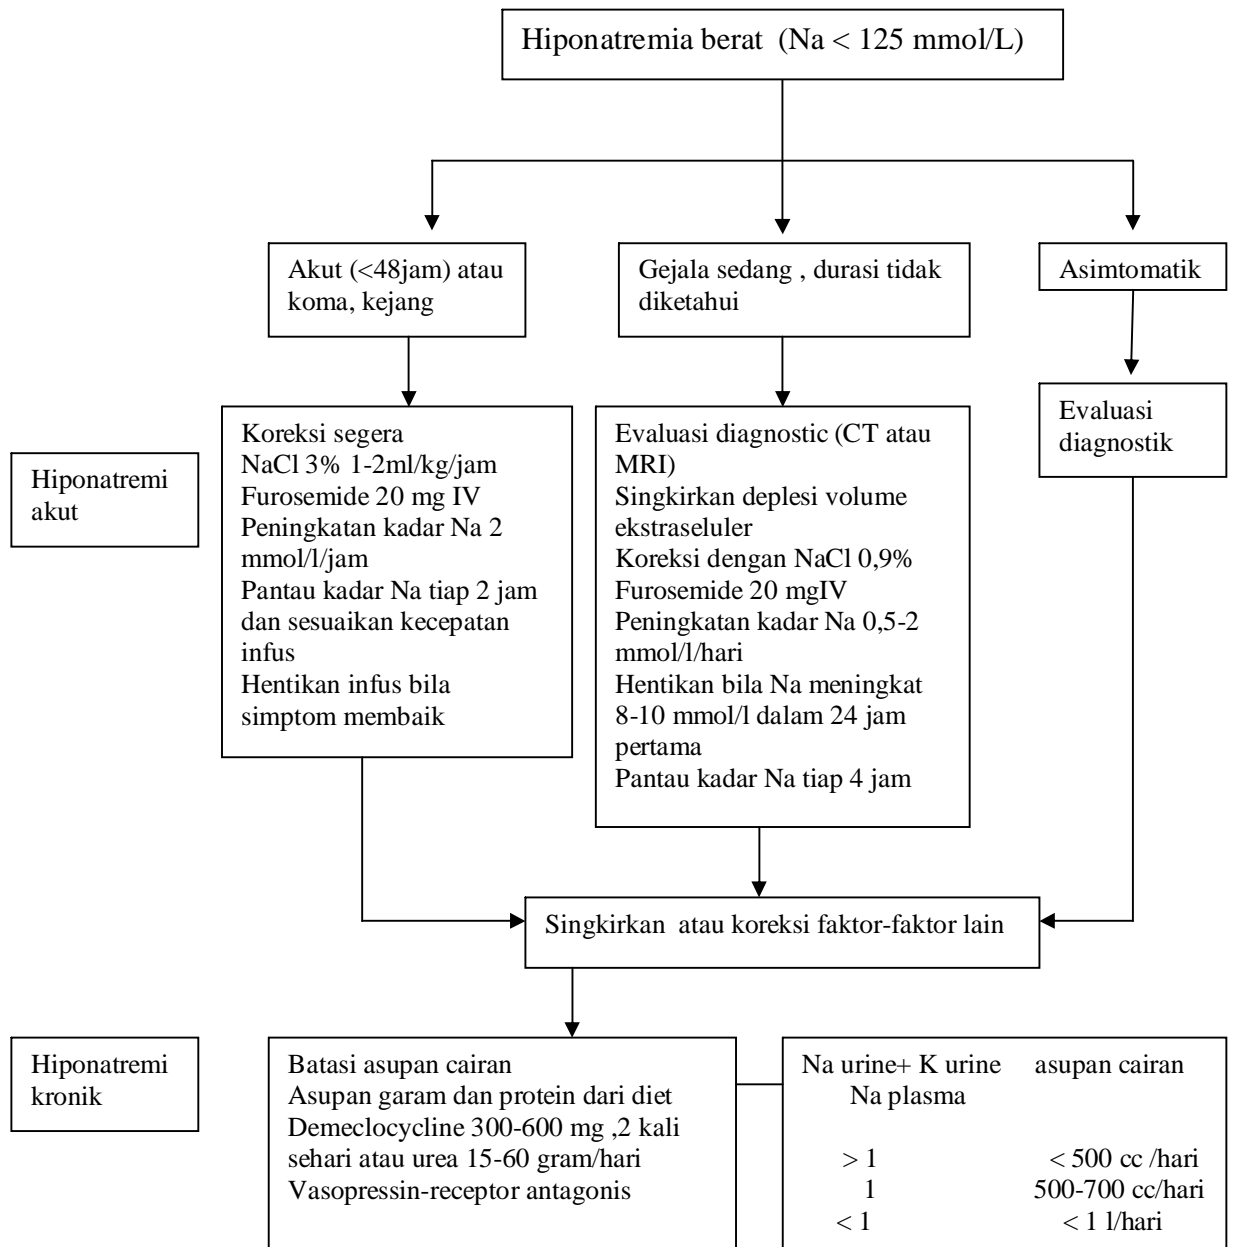 Hiponatremia berat  (Na < 125 mmol/L)
Akut (<48jam) atau
koma, kejang
Gejala sedang , durasi tidak
diketahui
Asimtomatik
Hiponatremi
akut
Koreksi segera
NaCl 3% 1-2ml/kg/jam
Furosemide 20 mg IV
Peningkatan kadar Na 2
mmol/l/jam
Pantau kadar Na tiap 2 jam
dan sesuaikan kecepatan
infus
Hentikan infus bila
simptom membaik
Evaluasi diagnostic (CT atau
MRI)
Singkirkan deplesi volume
ekstraseluler
Koreksi dengan NaCl 0,9%
Furosemide 20 mgIV
Peningkatan kadar Na 0,5-2
mmol/l/hari
Hentikan bila Na meningkat
8-10 mmol/l dalam 24 jam
pertama
Pantau kadar Na tiap 4 jam
Evaluasi
diagnostik
Singkirkan  atau koreksi faktor-faktor lain
Hiponatremi
kronik
Batasi asupan cairan
Asupan garam dan protein dari diet
Demeclocycline 300-600 mg ,2 kali
sehari atau urea 15-60 gram/hari
Vasopressin-receptor antagonis
Na urine+ K urine    asupan cairan
Na plasma
> 1    < 500 cc /hari
1    500-700 cc/hari
< 1    < 1 l/hari